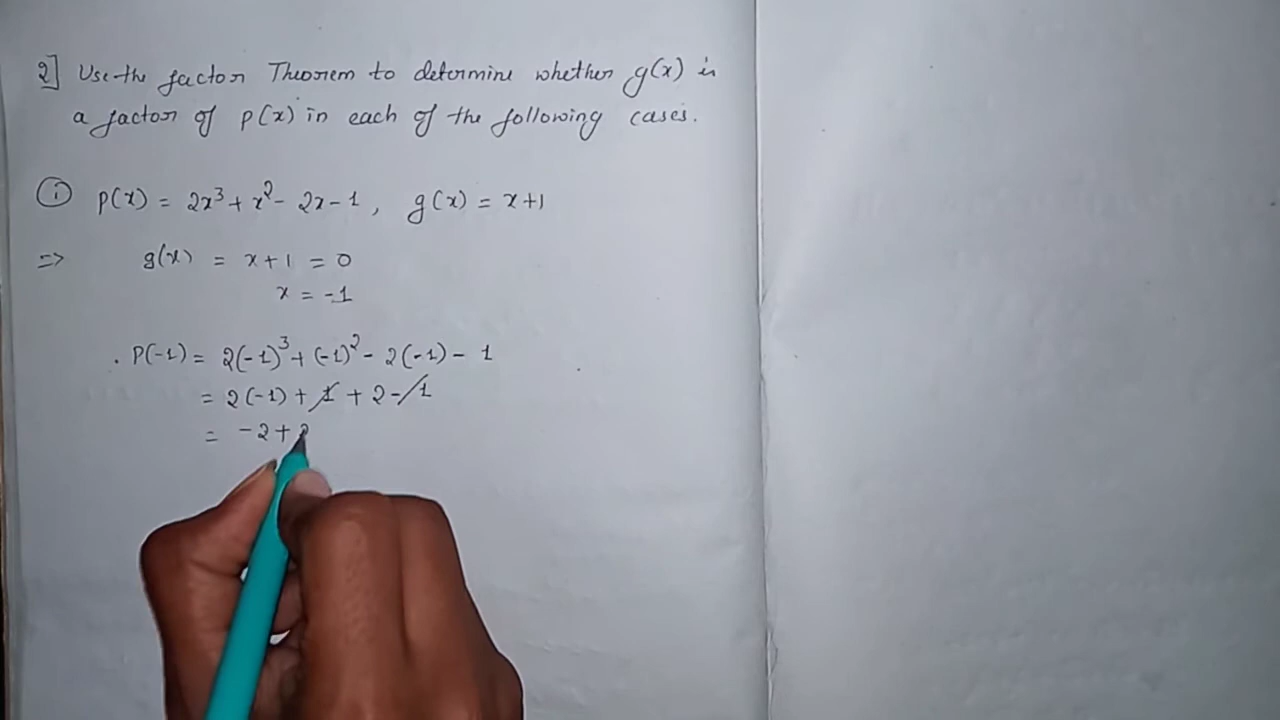 2] Use the factor Theorem to determine whether g(x) is
a factor of p(x) in each of the following cases.
(i) p(x) = 2x³ + x² - 2x - 1, g(x) = x+1
=> g(x) = x + 1 = 0
x = -1
. P(-1) = 2(-1)³ + (-1)² - 2(-1) - 1
= 2(-1) + 1 + 2 - 1
= -2 + 2